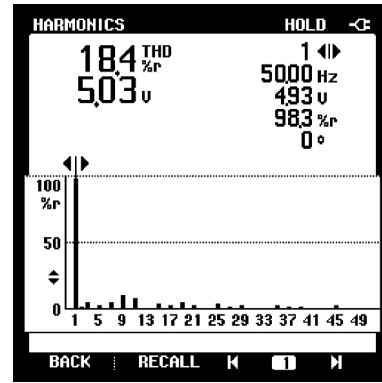 HARMONICS HOLD
18.4 THD %r
5.03 V
1
50.00 Hz
4.93 V
98.3 %r
0 °
100
%r
50
0
1 5 9 13 17 21 25 29 33 37 41 45 49
BACK RECALL 1